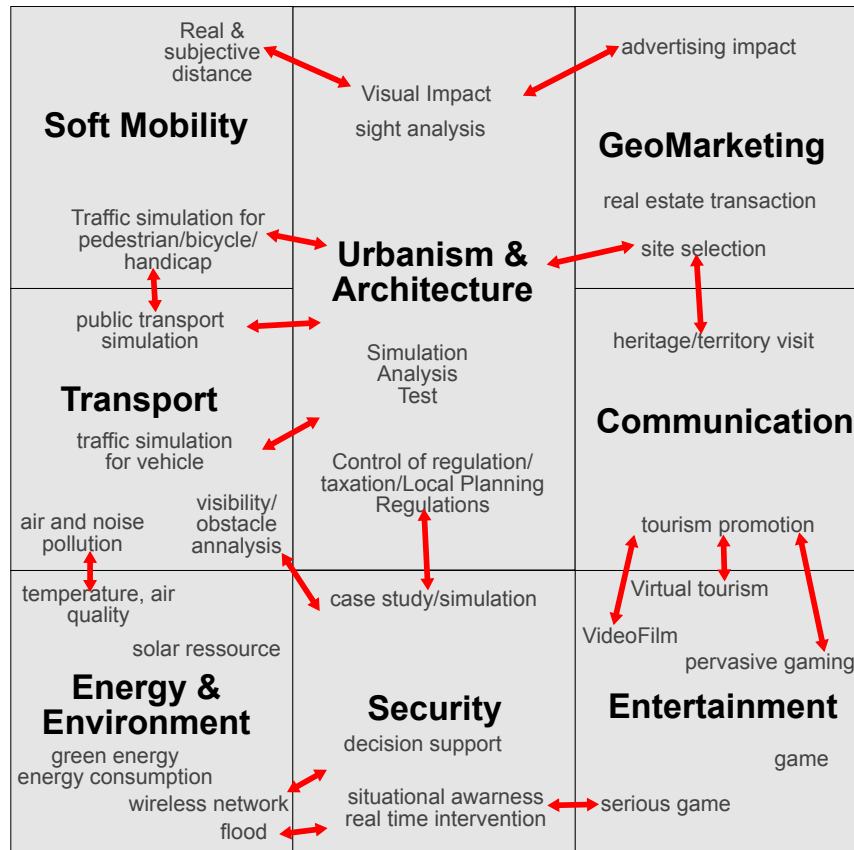 Real &
subjective
distance
Soft Mobility
Traffic simulation for
pedestrian/bicycle/
handicap
Visual Impact
sight analysis
Urbanism &
Architecture
Simulation
Analysis
Test
Control of regulation/
taxation/Local Planning
Regulations
advertising impact
GeoMarketing
real estate transaction
site selection
public transport
simulation
Transport
traffic simulation
for vehicle
visibility/
obstacle
annalysis
air and noise
pollution
heritage/territory visit
Communication
tourism promotion
temperature, air
quality
solar ressource
Energy &
Environment
green energy
energy consumption
wireless network
flood
case study/simulation
Security
decision support
situational awarness
real time intervention
Virtual tourism
VideoFilm
pervasive gaming
Entertainment
game
serious game